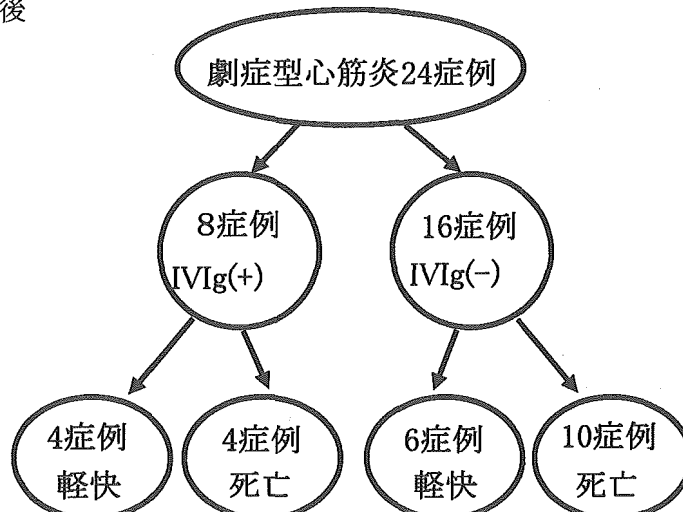 後
劇症型心筋炎24症例
8症例
IVIg(+)
16症例
IVIg(−)
4症例
軽快
4症例
死亡
6症例
軽快
10症例
死亡